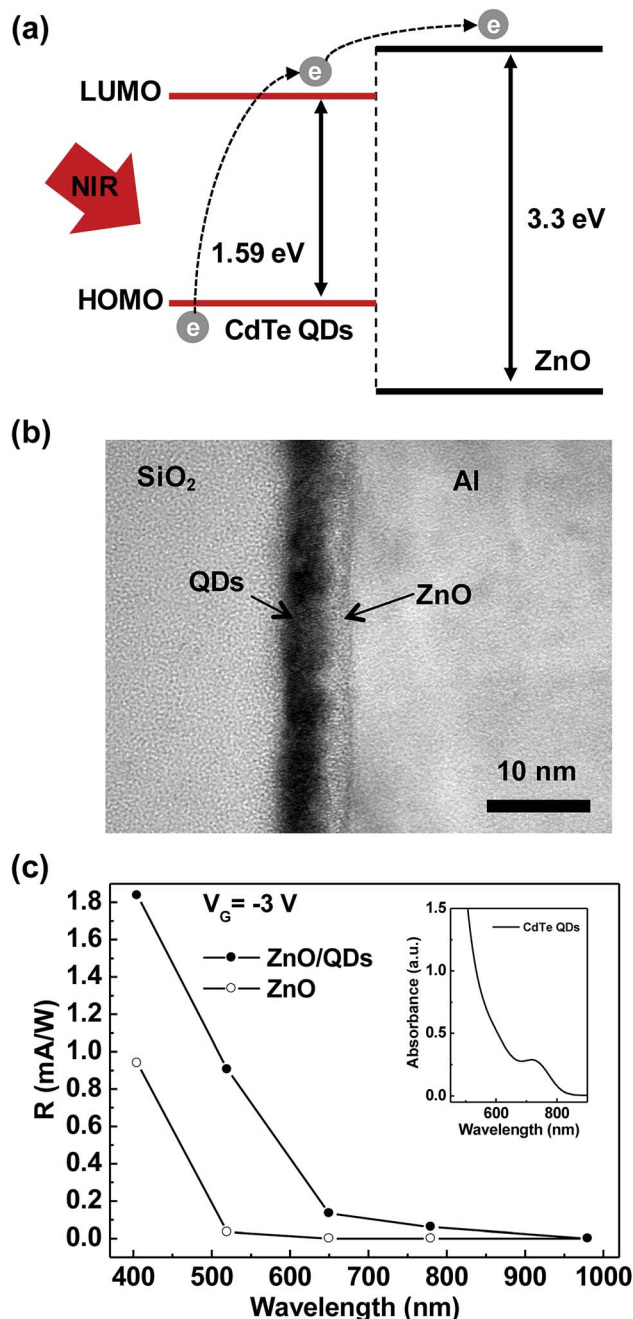 (a)
e
e
LUMO
NIR
1.59 eV
3.3 eV
HOMO
e
CdTe QDs
ZnO
(b)
SiO₂
Al
QDs
ZnO
10 nm
(c)
1.8
1.6
1.4
1.2
1.0
0.8
0.6
0.4
0.2
0.0
R (mA/W)
V_G= -3 V
ZnO/QDs
ZnO
1.5
1.0
0.5
0.0
Absorbance (a.u.)
CdTe QDs
600 800
Wavelength (nm)
400 500 600 700 800 900 1000
Wavelength (nm)